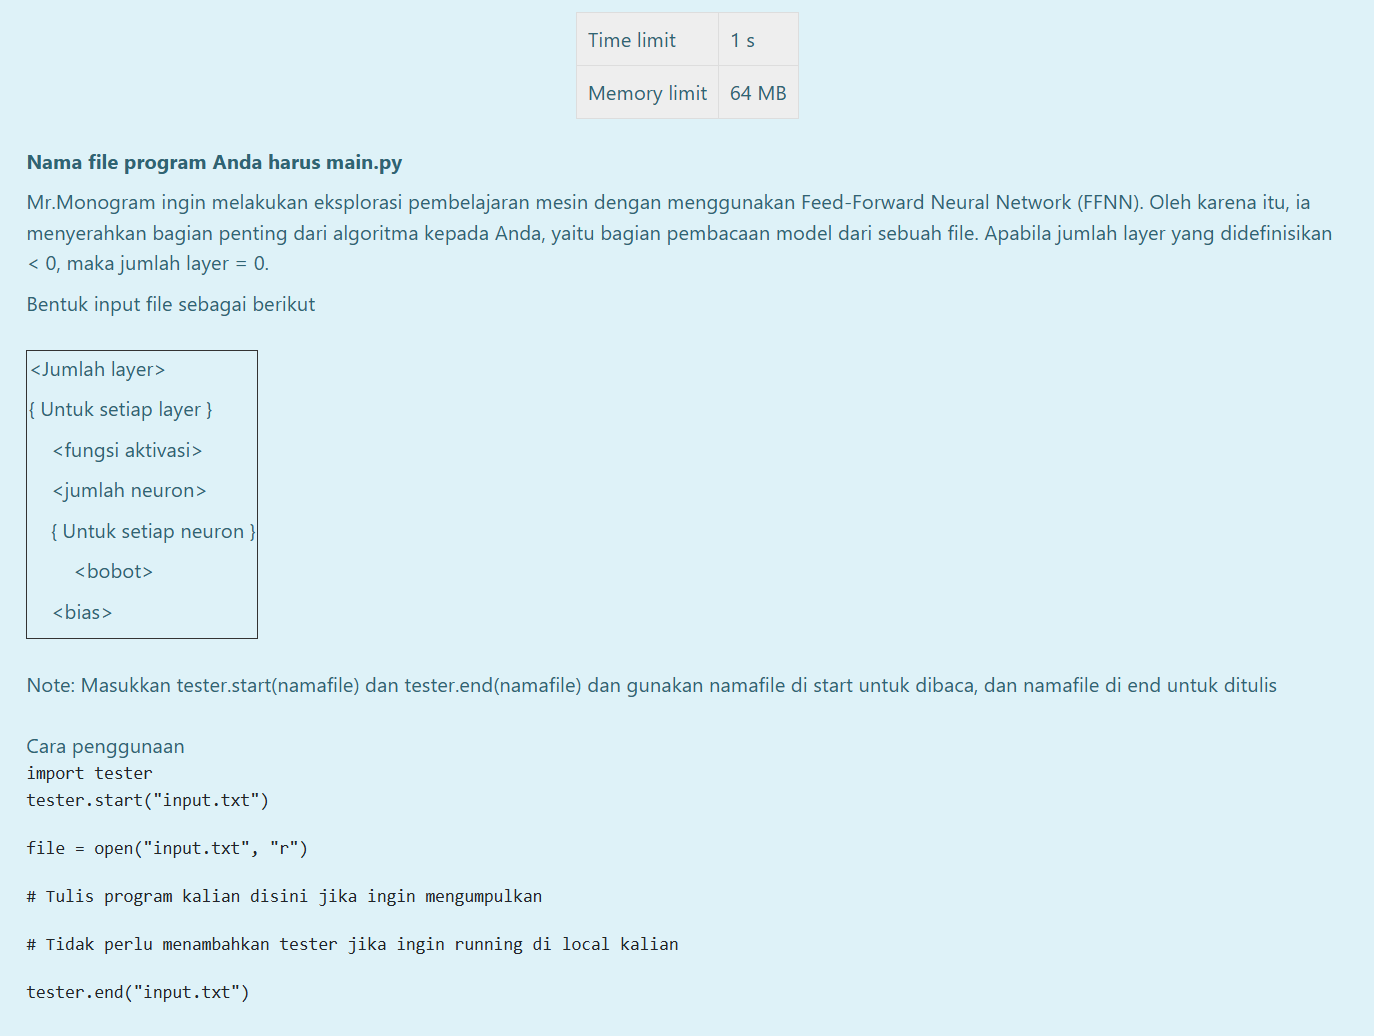 Time limit 1 s
Memory limit 64 MB
Nama file program Anda harus main.py
Mr.Monogram ingin melakukan eksplorasi pembelajaran mesin dengan menggunakan Feed-Forward Neural Network (FFNN). Oleh karena itu, ia
menyerahkan bagian penting dari algoritma kepada Anda, yaitu bagian pembacaan model dari sebuah file. Apabila jumlah layer yang didefinisikan
< 0, maka jumlah layer = 0.
Bentuk input file sebagai berikut
<Jumlah layer>
{ Untuk setiap layer }
<fungsi aktivasi>
<jumlah neuron>
{ Untuk setiap neuron }
<bobot>
<bias>
Note: Masukkan tester.start(namafile) dan tester.end(namafile) dan gunakan namafile di start untuk dibaca, dan namafile di end untuk ditulis
Cara penggunaan
import tester
tester.start("input.txt")
file = open("input.txt", "r")
# Tulis program kalian disini jika ingin mengumpulkan
# Tidak perlu menambahkan tester jika ingin running di local kalian
tester.end("input.txt")